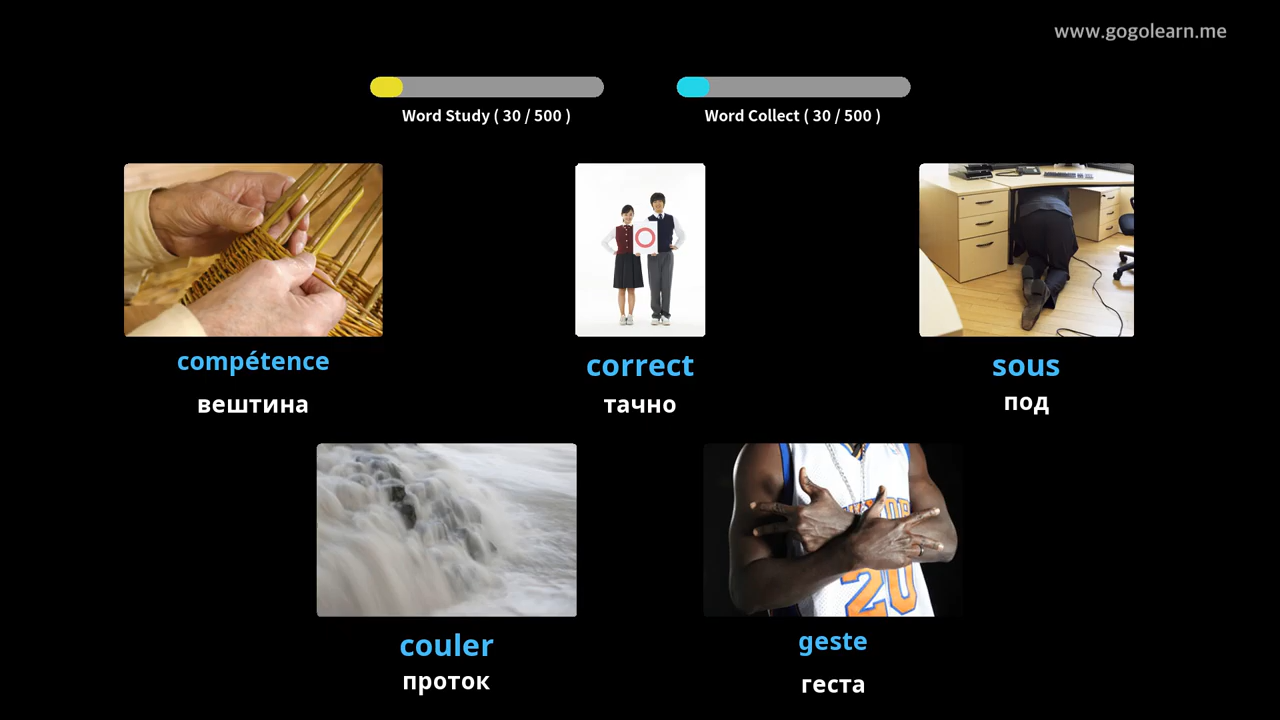 www.gogolearn.me
Word Study ( 30 / 500 )
Word Collect ( 30 / 500 )
compétence
вештина
correct
тачно
sous
под
20
couler
проток
geste
геста